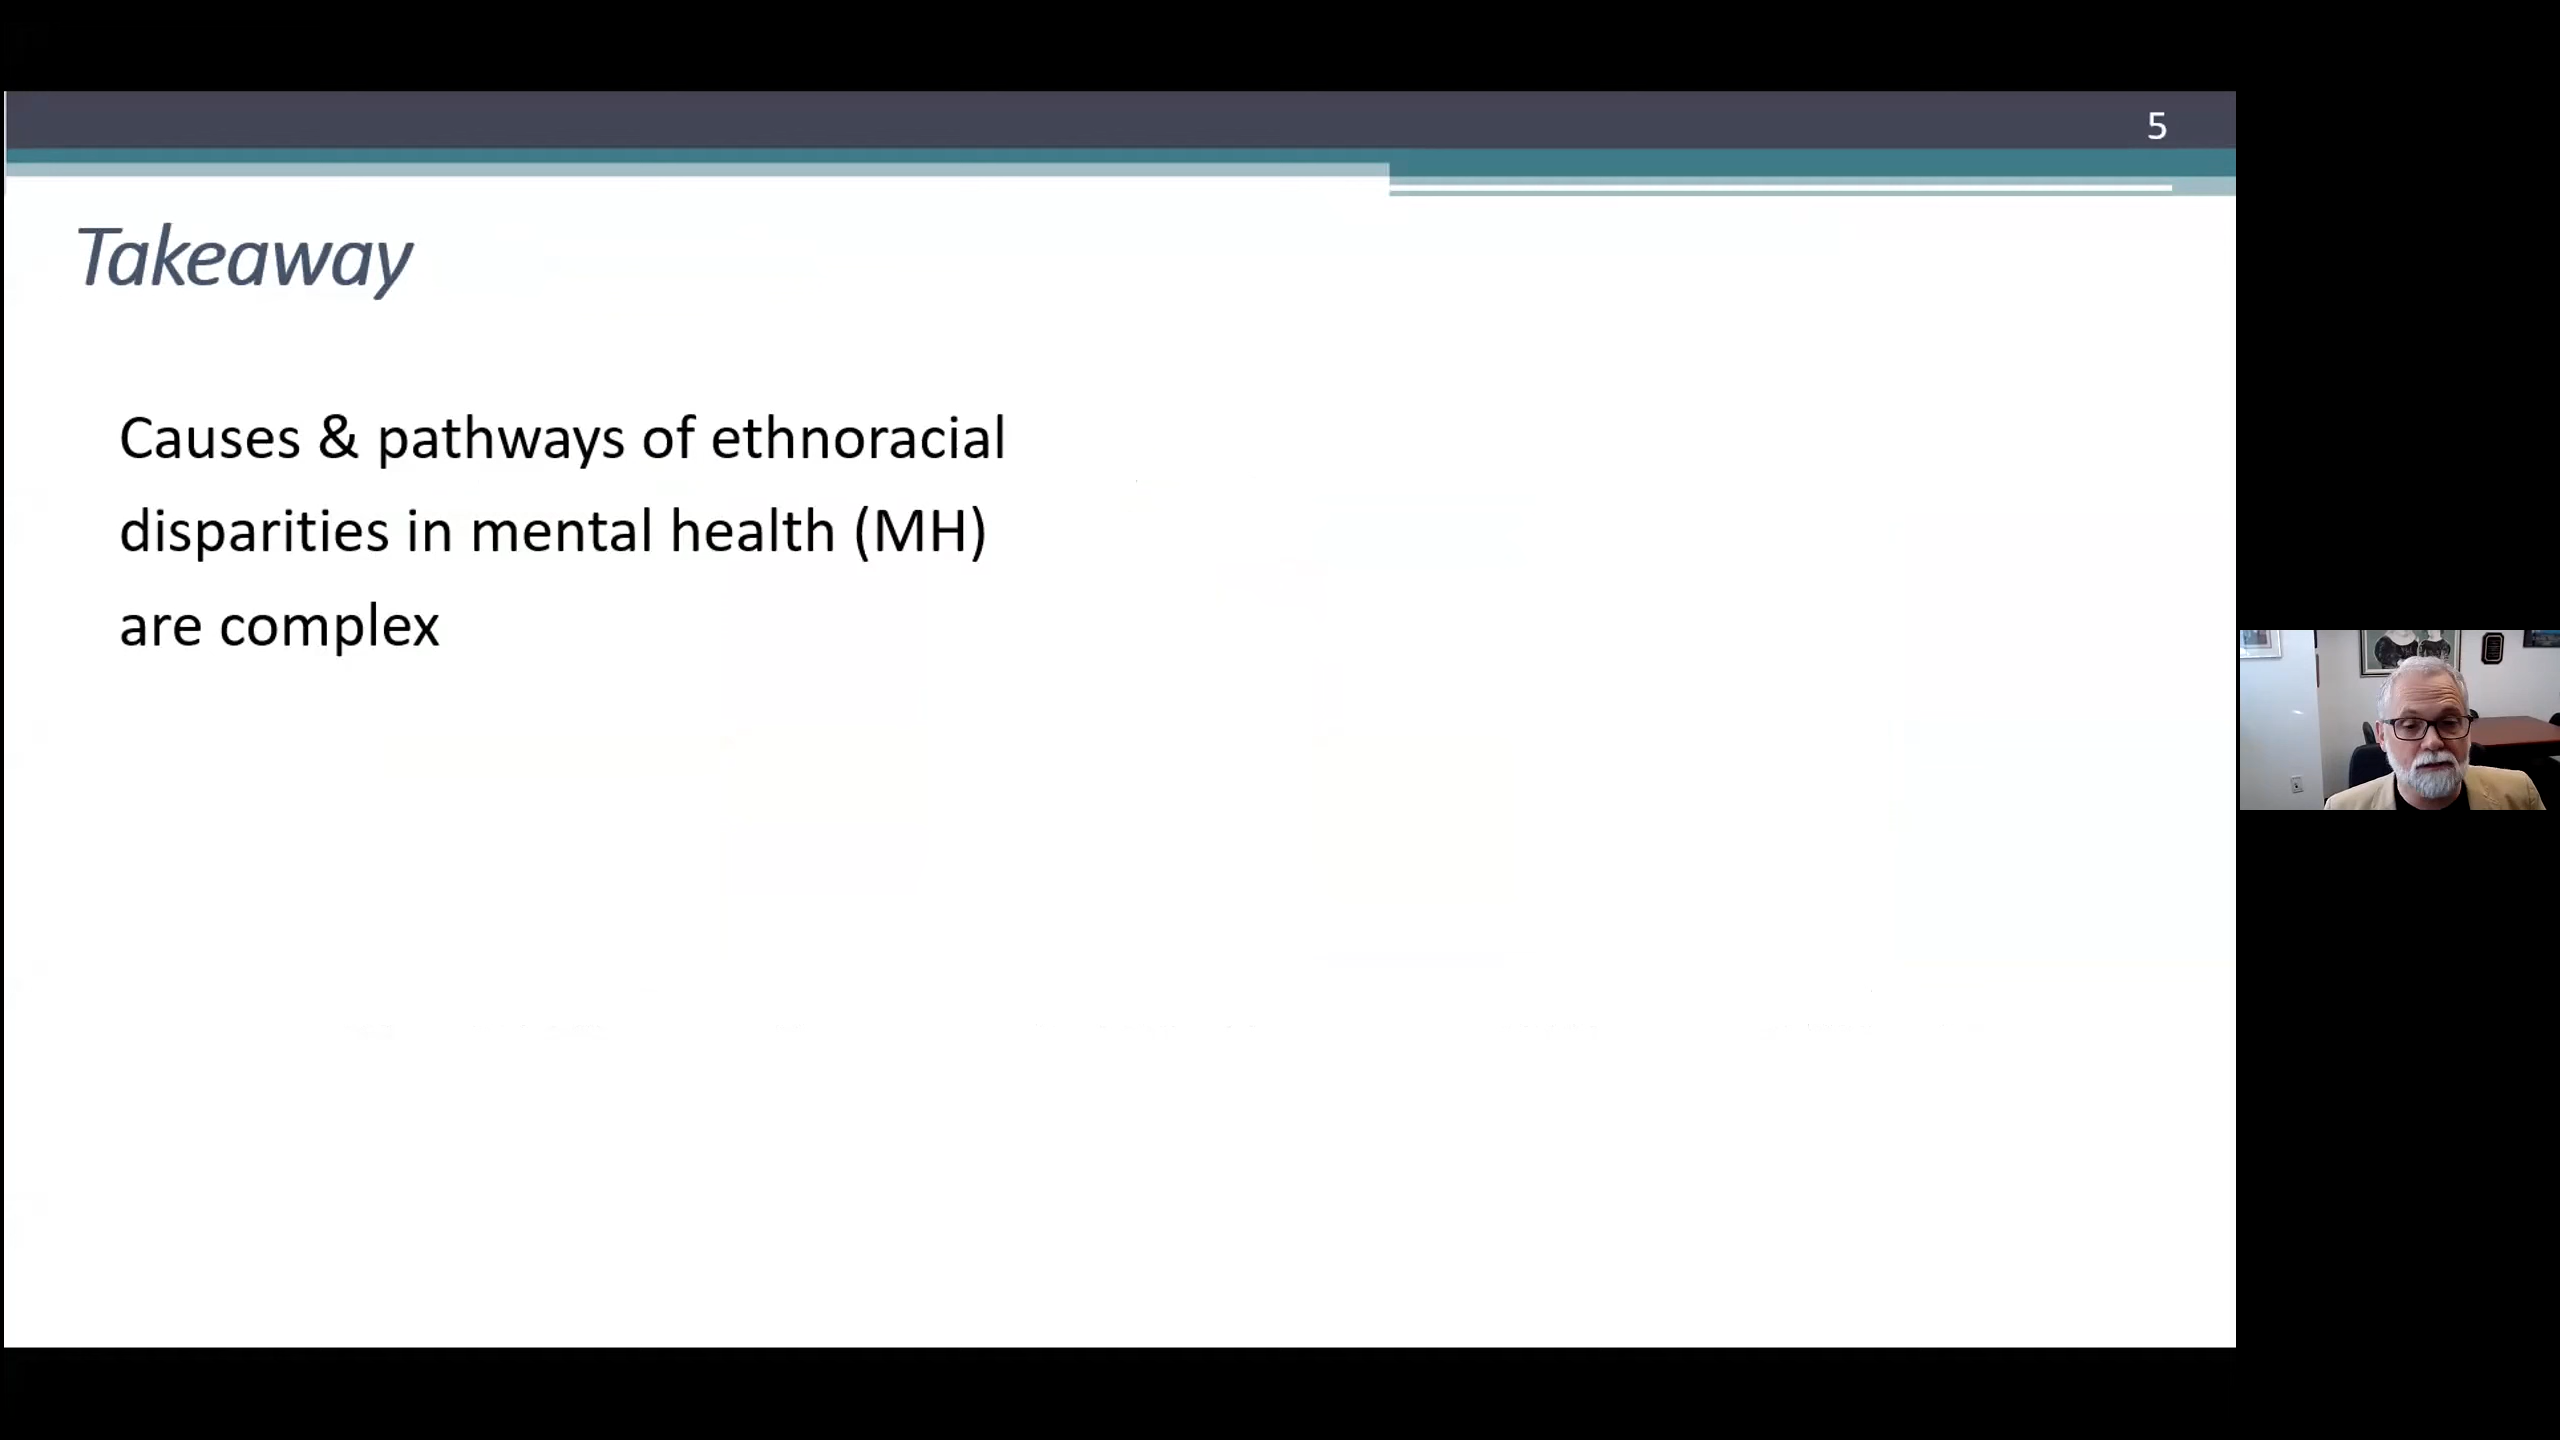 5
Takeaway
Causes & pathways of ethnoracial
disparities in mental health (MH)
are complex